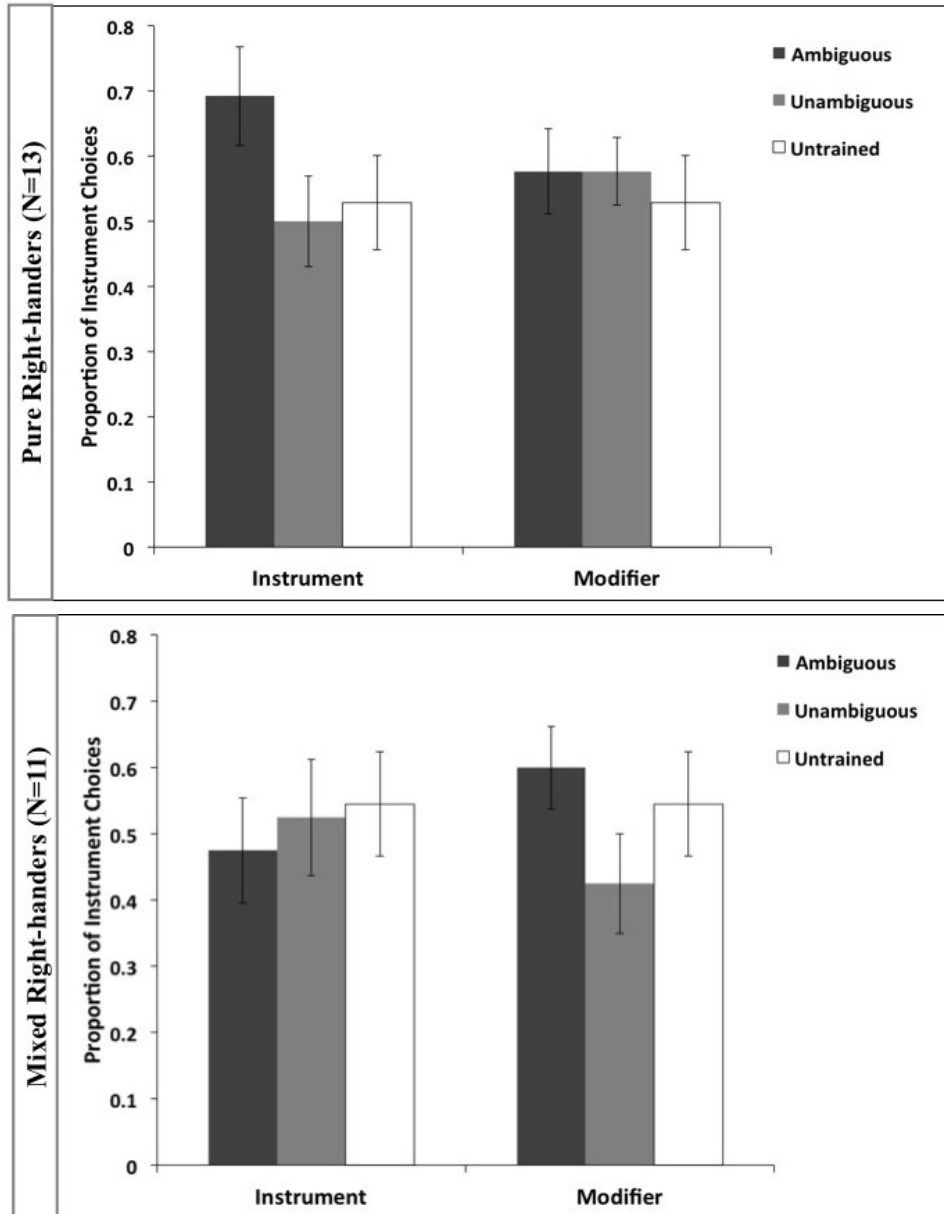 Pure Right-handers (N=13)
Proportion of Instrument Choices
0.8
0.7
0.6
0.5
0.4
0.3
0.2
0.1
0
Instrument
Modifier
Ambiguous
Unambiguous
Untrained
Mixed Right-handers (N=11)
Proportion of Instrument Choices
0.8
0.7
0.6
0.5
0.4
0.3
0.2
0.1
0
Instrument
Modifier
Ambiguous
Unambiguous
Untrained